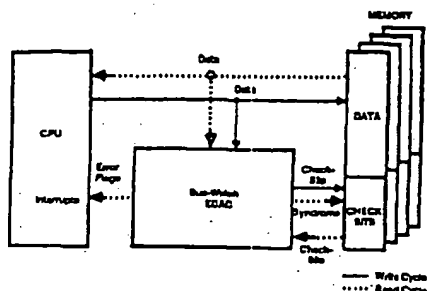 MEMORY
Data
Data
DATA
CPU
Error
Flags
Interrupts
Bus-Watch
EDAC
Check-
Bits
Syndrome
CHECK
BITS
Check-
Bits
Write Cycle
Read Cycle